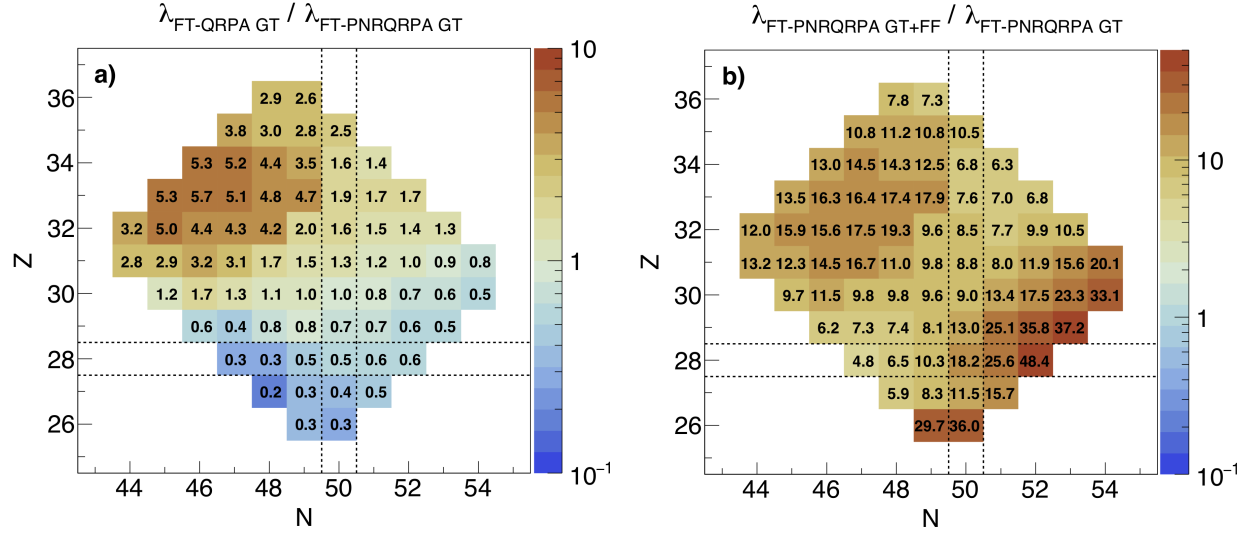 λFT-QRPA GT / λFT-PNRQRPA GT
a)
2.9 2.6
3.8 3.0 2.8 2.5
5.3 5.2 4.4 3.5 1.6 1.4
5.3 5.7 5.1 4.8 4.7 1.9 1.7 1.7
3.2 5.0 4.4 4.3 4.2 2.0 1.6 1.5 1.4 1.3
2.8 2.9 3.2 3.1 1.7 1.5 1.3 1.2 1.0 0.9 0.8
1.2 1.7 1.3 1.1 1.0 1.0 0.8 0.7 0.6 0.5
0.6 0.4 0.8 0.8 0.7 0.7 0.6 0.5
0.3 0.3 0.5 0.5 0.6 0.6
0.2 0.3 0.4 0.5
0.3 0.3
36
34
32
30
28
26
Z
44 46 48 50 52 54
N
10
1
10⁻¹
λFT-PNRQRPA GT+FF / λFT-PNRQRPA GT
b)
7.8 7.3
10.8 11.2 10.8 10.5
13.0 14.5 14.3 12.5 6.8 6.3
13.5 16.3 16.4 17.4 17.9 7.6 7.0 6.8
12.0 15.9 15.6 17.5 19.3 9.6 8.5 7.7 9.9 10.5
13.2 12.3 14.5 16.7 11.0 9.8 8.8 8.0 11.9 15.6 20.1
9.7 11.5 9.8 9.8 9.6 9.0 13.4 17.5 23.3 33.1
6.2 7.3 7.4 8.1 13.0 25.1 35.8 37.2
4.8 6.5 10.3 18.2 25.6 48.4
5.9 8.3 11.5 15.7
29.7 36.0
36
34
32
30
28
26
Z
44 46 48 50 52 54
N
10
1
10⁻¹